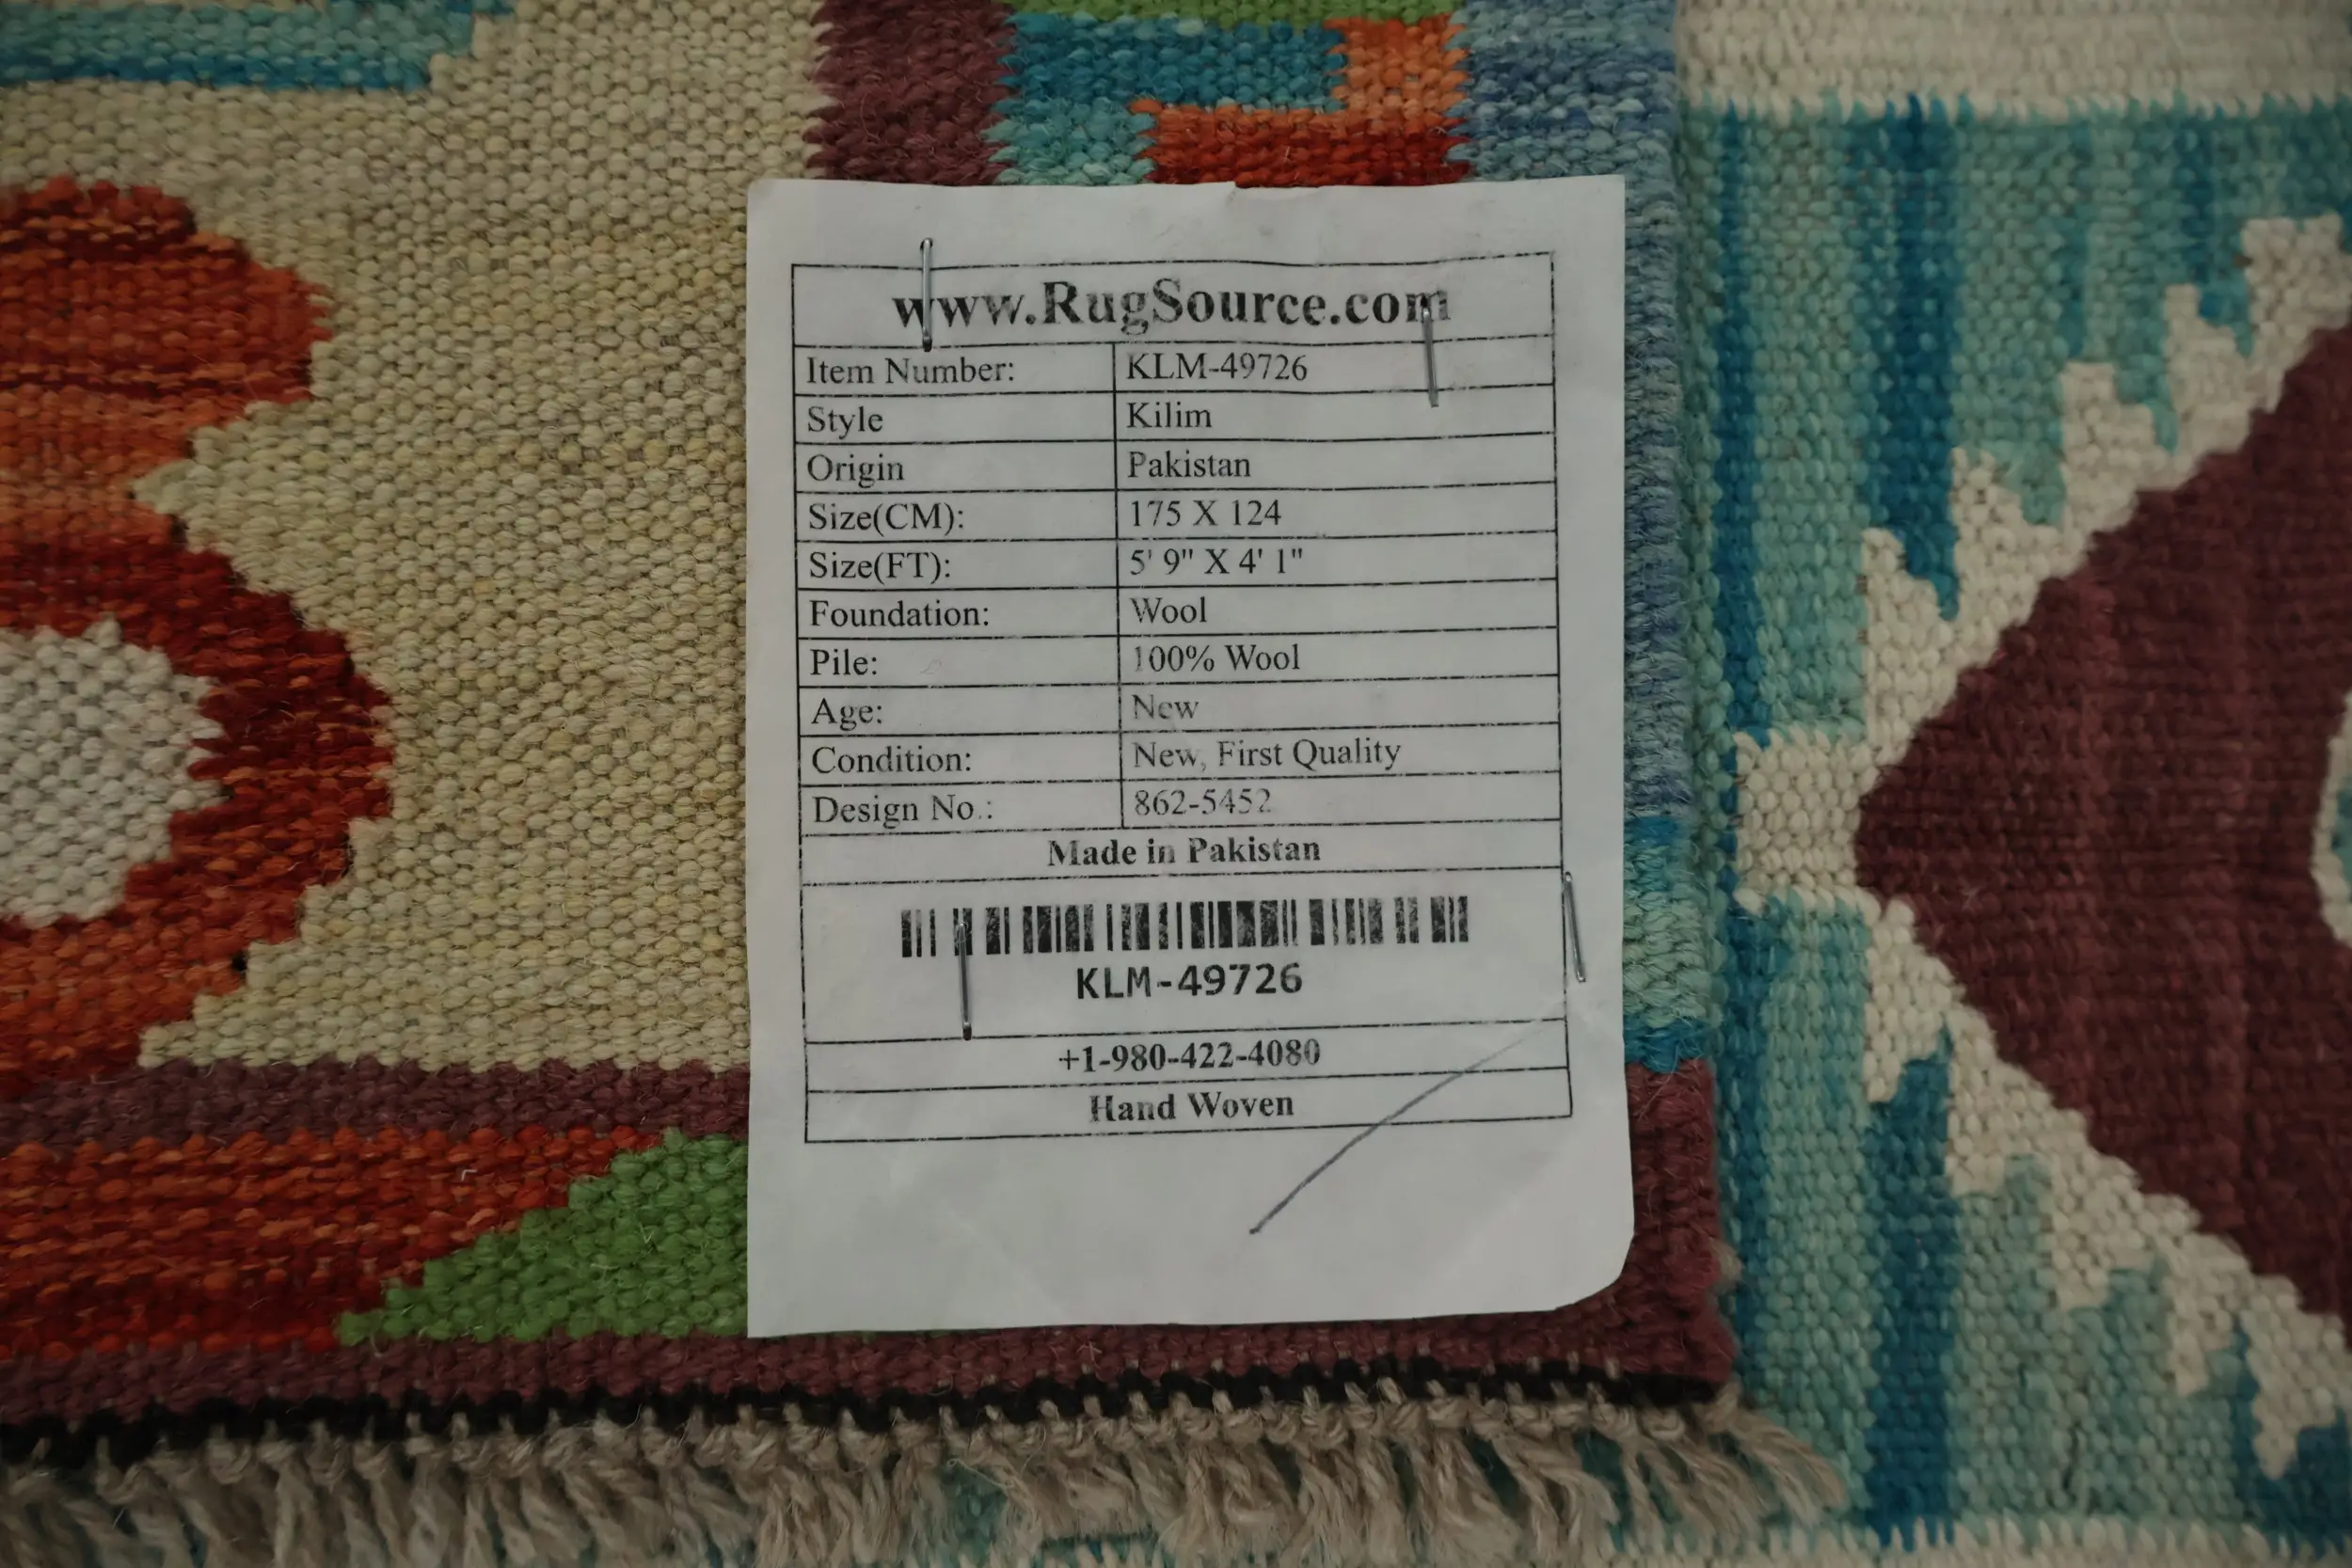 www.RugSource.com
Item Number: KLM-49726
Style Kilim
Origin Pakistan
Size(CM): 175 X 124
Size(FT): 5' 9" X 4' 1"
Foundation: Wool
Pile: 100% Wool
Age: New
Condition: New, First Quality
Design No.: 862-5452
Made in Pakistan
KLM-49726
+1-980-422-4080
Hand Woven